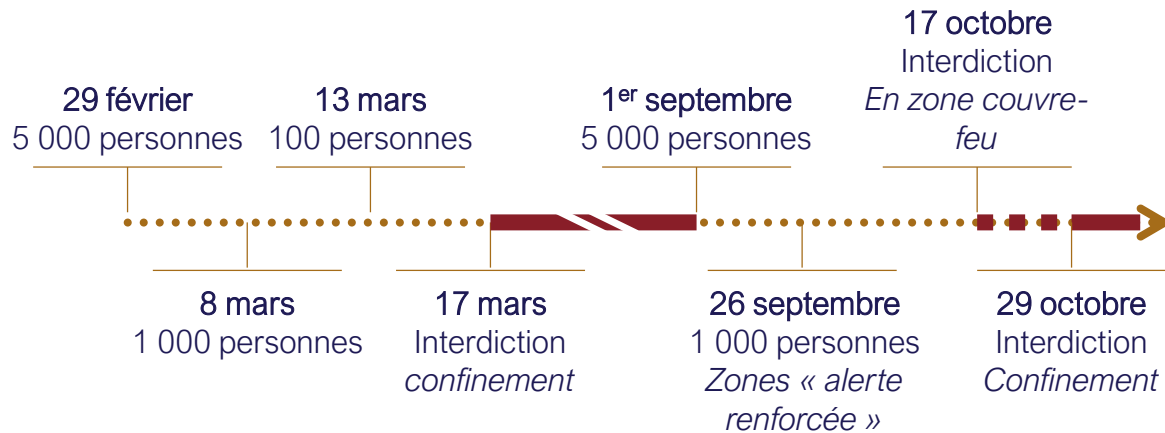 29 février
5 000 personnes
8 mars
1 000 personnes
13 mars
100 personnes
17 mars
Interdiction
confinement
1er septembre
5 000 personnes
26 septembre
1 000 personnes
Zones « alerte
renforcée »
17 octobre
Interdiction
En zone couvre-
feu
29 octobre
Interdiction
Confinement